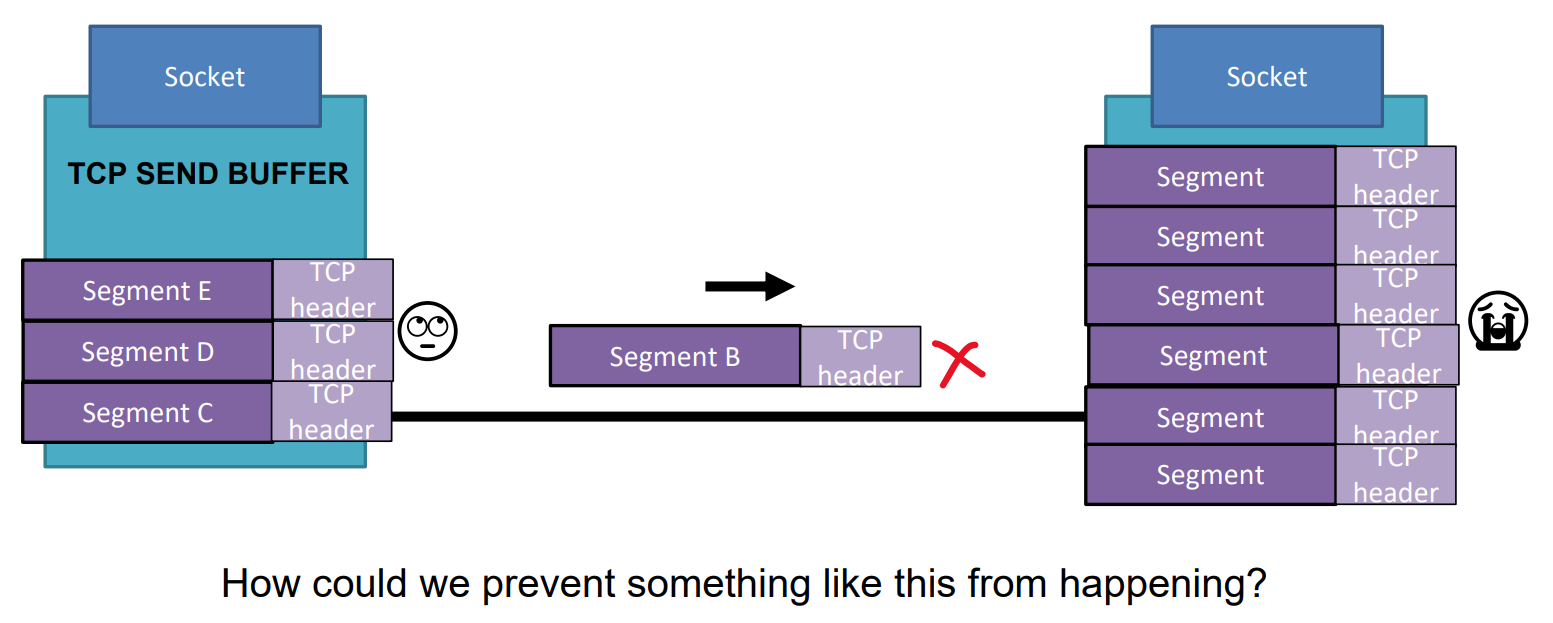 Socket
TCP SEND BUFFER
Segment E
TCP
header
Segment D
TCP
header
Segment C
TCP
header
Segment B
TCP
header
Socket
Segment
TCP
header
Segment
TCP
header
Segment
TCP
header
Segment
TCP
header
Segment
TCP
header
Segment
TCP
header
How could we prevent something like this from happening?